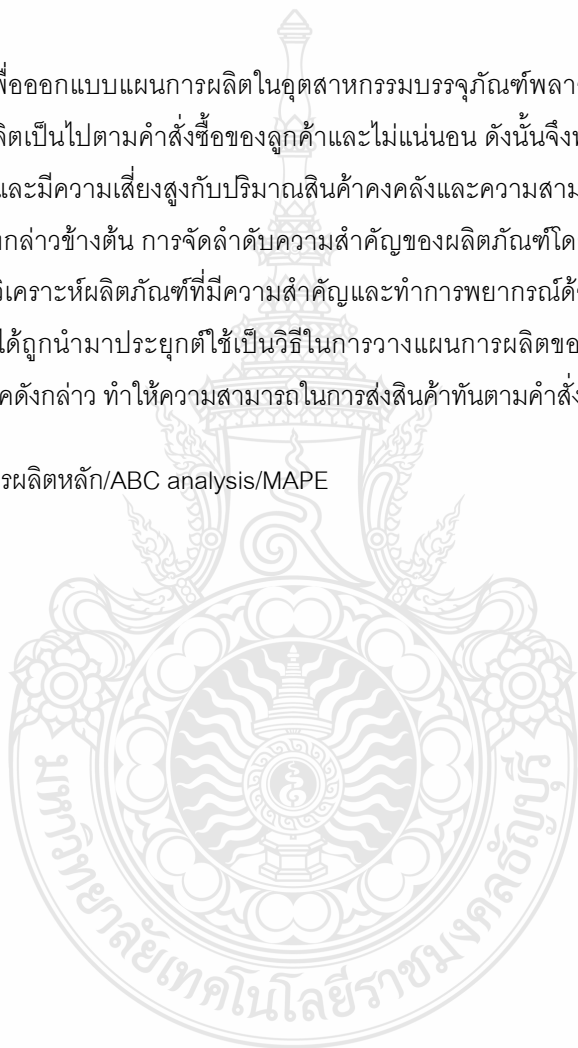 พื่อออกแบบแผนการผลิตในอุตสาหกรรมบรรจุภัณฑ์พลา
ลิตเป็นไปตามคำสั่งซื้อของลูกค้าและไม่แน่นอน ดังนั้นจึง
และมีความเสี่ยงสูงกับปริมาณสินค้าคงคลังและความสาม
กล่าวข้างต้น การจัดลำดับความสำคัญของผลิตภัณฑ์โด
วิเคราะห์ผลิตภัณฑ์ที่มีความสำคัญและทำการพยากรณ์ด้
ได้ถูกนำมาประยุกต์ใช้เป็นวิธีในการวางแผนการผลิตขอ
คดังกล่าว ทำให้ความสามารถในการส่งสินค้าทันตามคำสั่ง
รผลิตหลัก/ABC analysis/MAPE
มหาวิทยาลัยเทคโนโลยีราชมงคลธัญบุรี